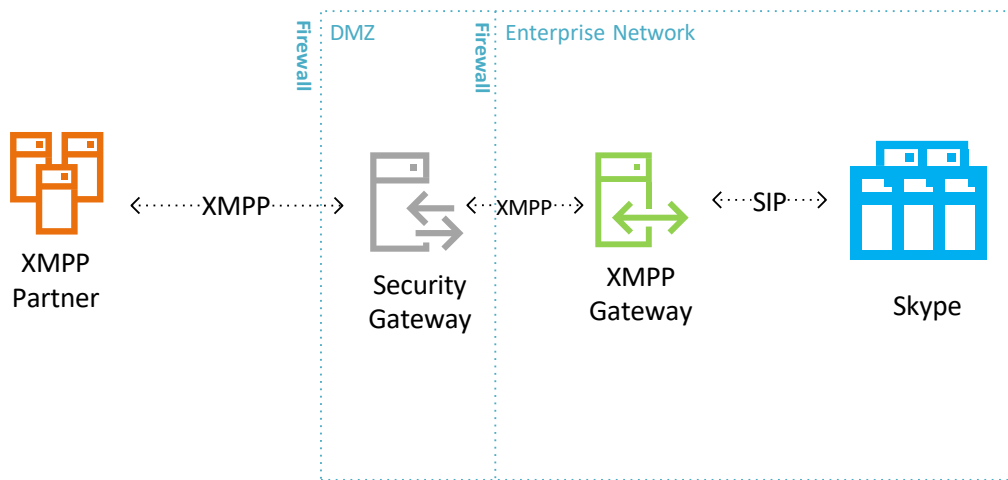 Firewall
DMZ
Firewall
Enterprise Network
XMPP
XMPP
SIP
XMPP
Partner
Security
Gateway
XMPP
Gateway
Skype